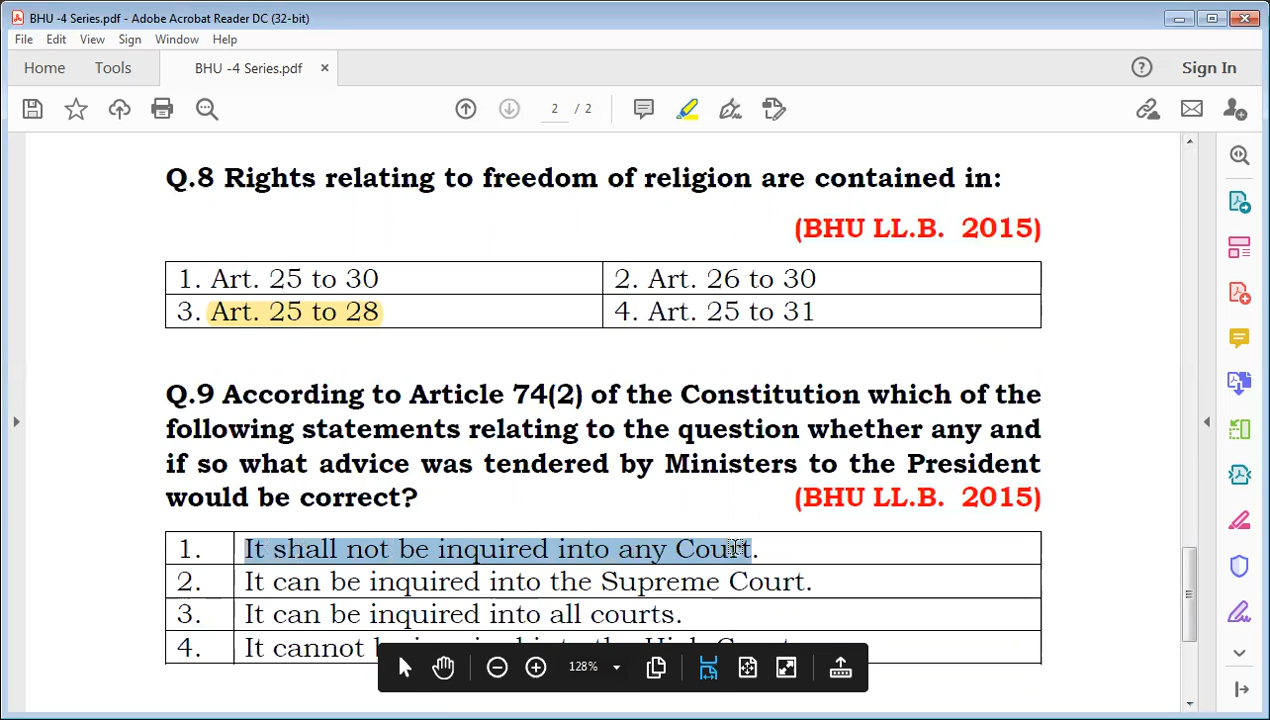 BHU -4 Series.pdf - Adobe Acrobat Reader DC (32-bit)
File Edit View Sign Window Help
Home Tools BHU -4 Series.pdf × Sign In
2 / 2
Q.8 Rights relating to freedom of religion are contained in:
(BHU LL.B. 2015)
1. Art. 25 to 30 2. Art. 26 to 30
3. Art. 25 to 28 4. Art. 25 to 31
Q.9 According to Article 74(2) of the Constitution which of the
following statements relating to the question whether any and
if so what advice was tendered by Ministers to the President
would be correct? (BHU LL.B. 2015)
1. It shall not be inquired into any Court.
2. It can be inquired into the Supreme Court.
3. It can be inquired into all courts.
4. It cannot
128%